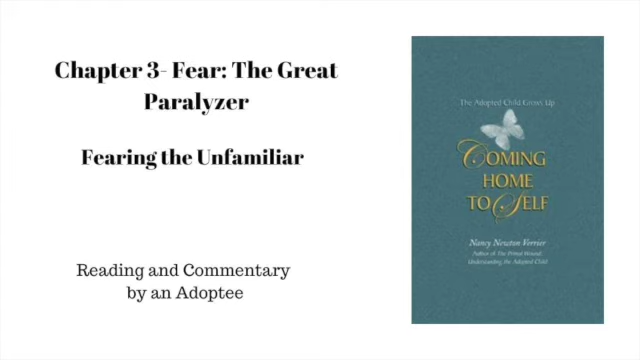 Chapter 3- Fear: The Great
Paralyzer
Fearing the Unfamiliar
Reading and Commentary
by an Adoptee
The Adopted Child Grows Up
COMING
HOME
TO SELF
Nancy Newton Verrier
Author of The Primal Wound:
Understanding the Adopted Child